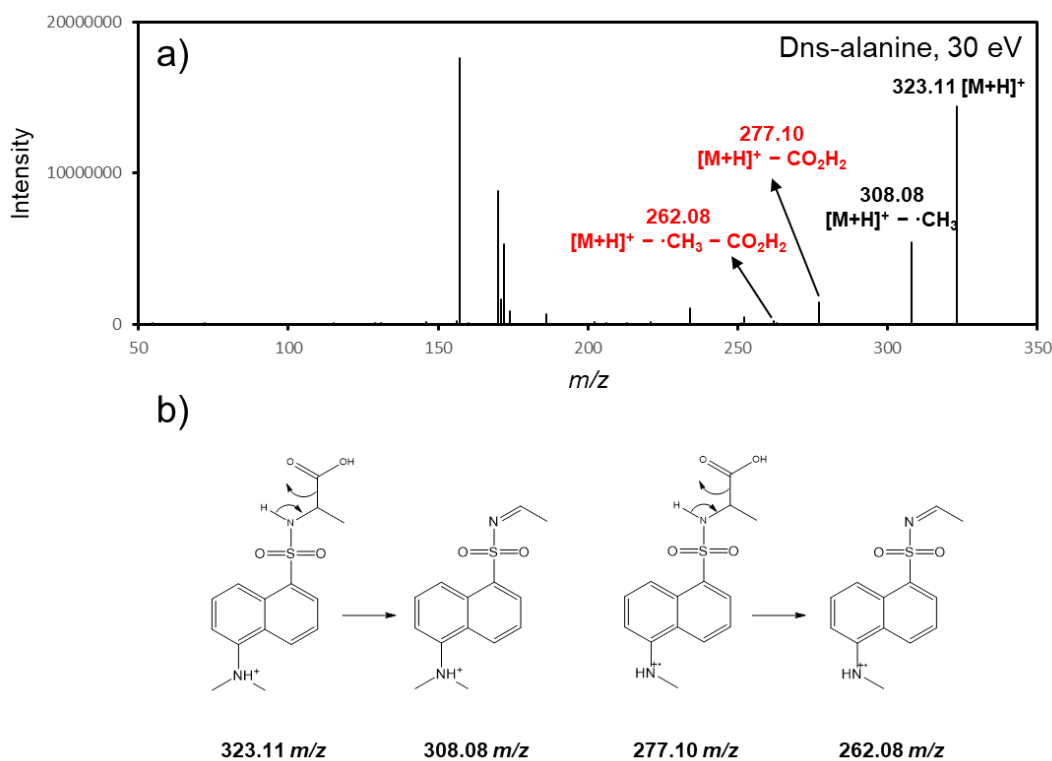 a)
Dns-alanine, 30 eV
323.11 [M+H]⁺
277.10
[M+H]⁺ − CO₂H₂
308.08
[M+H]⁺ − ·CH₃
262.08
[M+H]⁺ − ·CH₃ − CO₂H₂
20000000
10000000
0
Intensity
50 100 150 200 250 300 350
m/z
b)
O OH O OH
H N N H N N
O S O O S O O S O O S O
NH⁺ NH⁺ HN⁺· HN⁺·
323.11 m/z 308.08 m/z 277.10 m/z 262.08 m/z